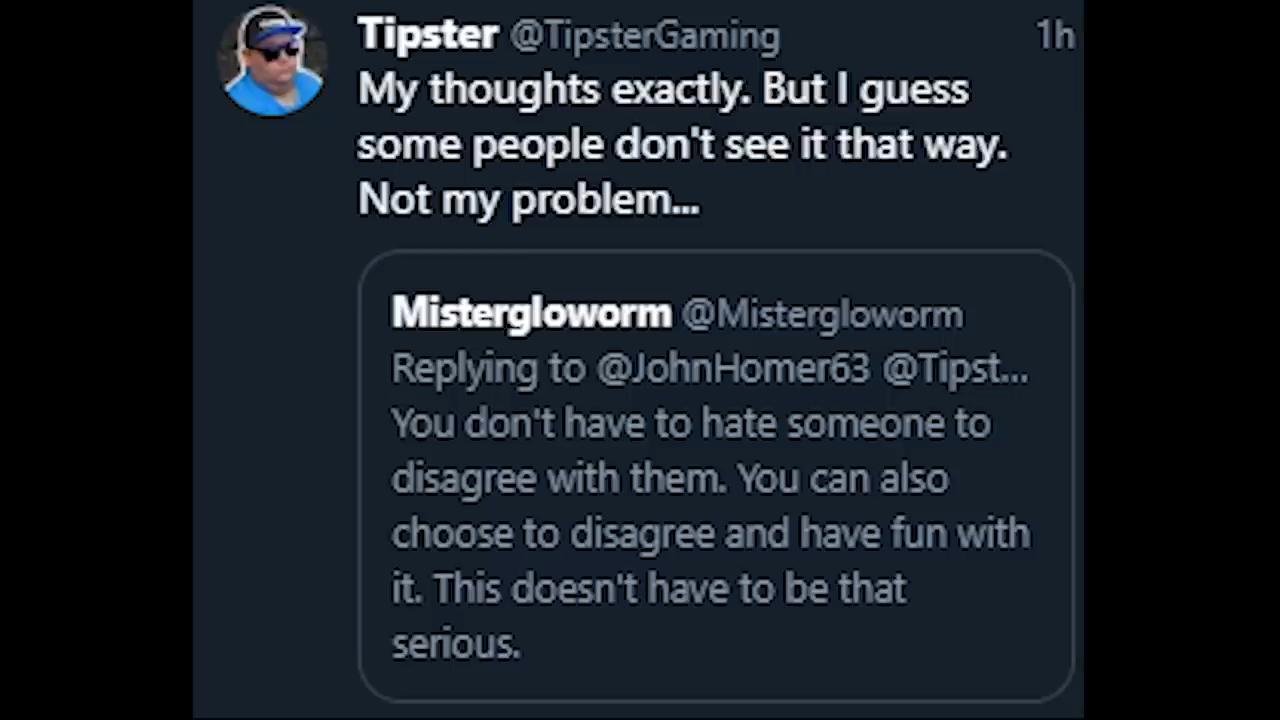 Tipster @TipsterGaming 1h
My thoughts exactly. But I guess
some people don't see it that way.
Not my problem...
Mistergloworm @Mistergloworm
Replying to @JohnHomer63 @Tipst...
You don't have to hate someone to
disagree with them. You can also
choose to disagree and have fun with
it. This doesn't have to be that
serious.